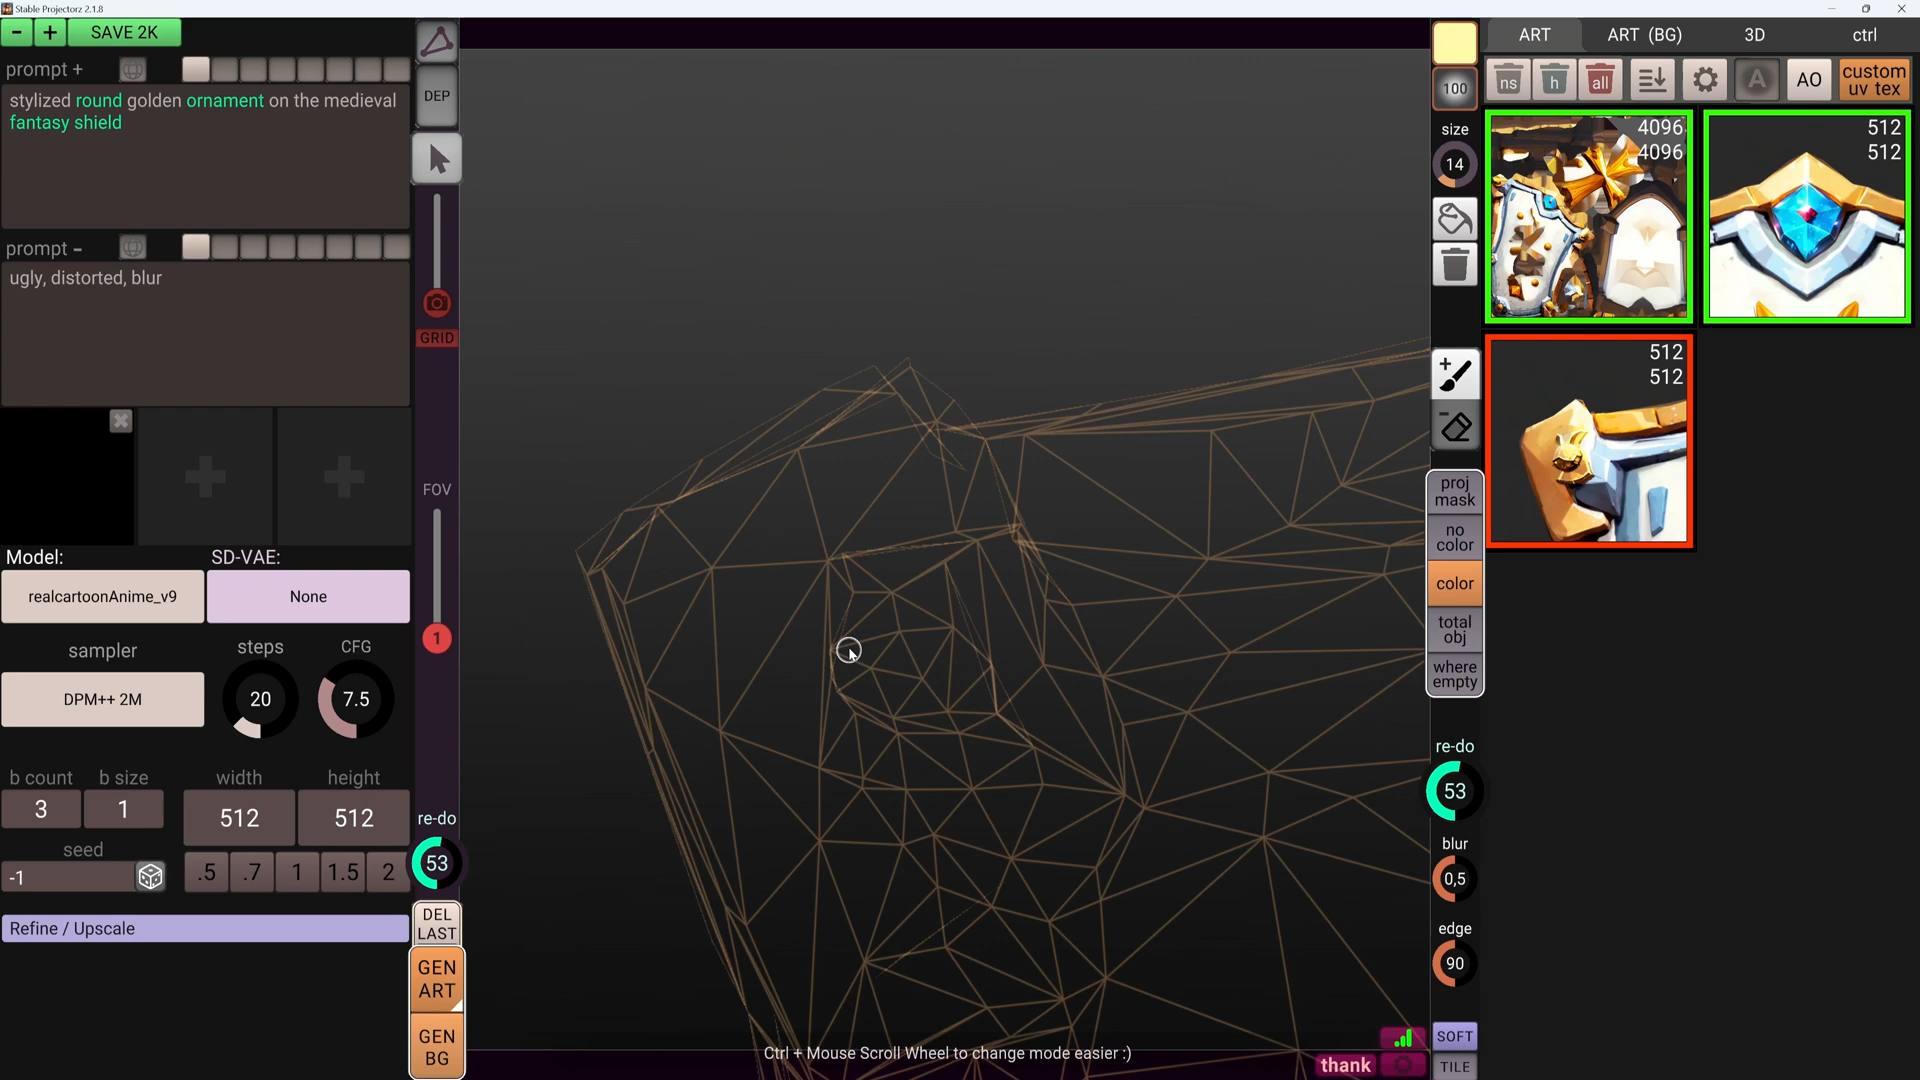 Stable Projectorz 2.1.8
- + SAVE 2K
prompt +
stylized round golden ornament on the medieval
fantasy shield
prompt -
ugly, distorted, blur
Model:
SD-VAE:
realcartoonAnime_v9
None
sampler
steps
CFG
DPM++ 2M
20
7.5
b count
b size
width
height
3
1
512
512
seed
-1
.5
.7
1
1.5
2
Refine / Upscale
DEP
GRID
FOV
1
re-do
53
DEL
LAST
GEN
ART
GEN
BG
Ctrl + Mouse Scroll Wheel to change mode easier :)
thank
100
size
14
proj
mask
no
color
color
total
obj
where
empty
re-do
53
blur
0,5
edge
90
SOFT
TILE
ART
ART (BG)
3D
ctrl
ns
h
all
A
AO
custom
uv tex
4096
4096
512
512
512
512